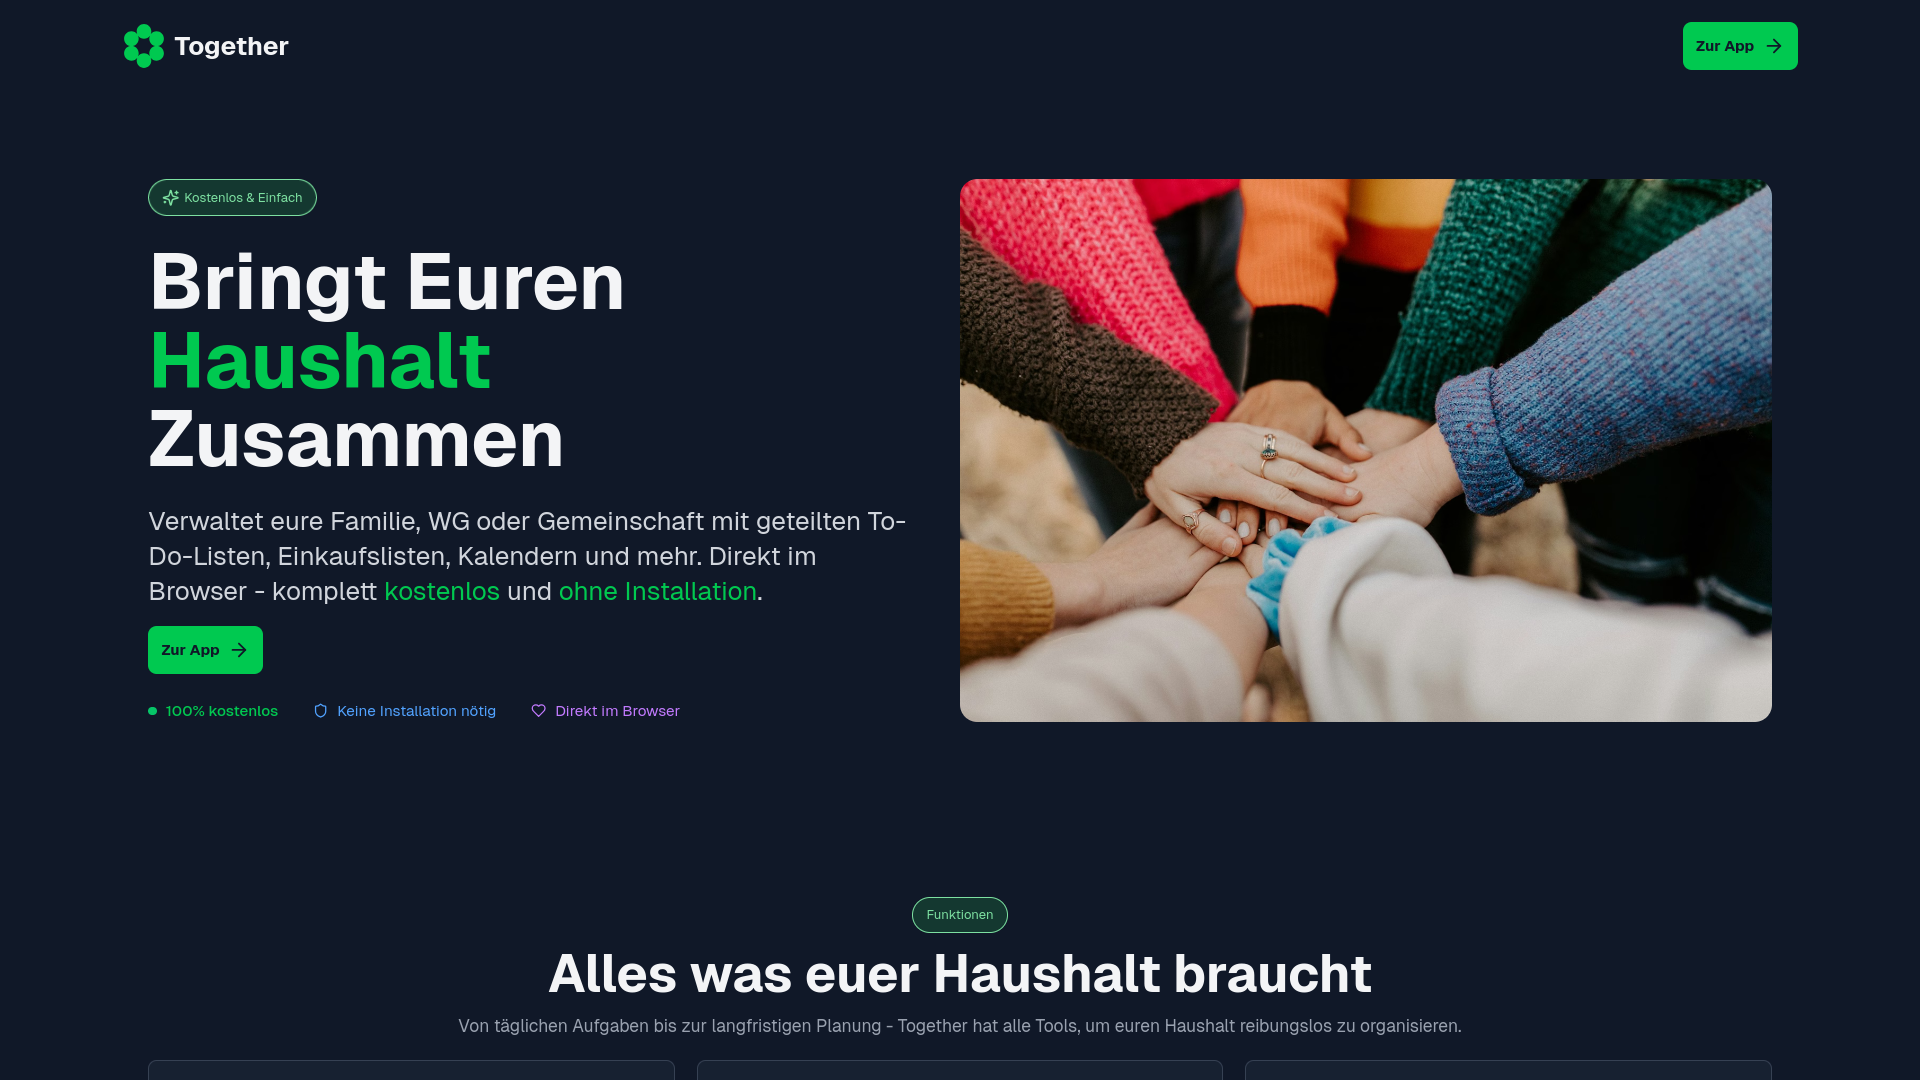 Together
Zur App
Kostenlos & Einfach
Bringt Euren
Haushalt
Zusammen
Verwaltet eure Familie, WG oder Gemeinschaft mit geteilten To-
Do-Listen, Einkaufslisten, Kalendern und mehr. Direkt im
Browser - komplett kostenlos und ohne Installation.
Zur App
100% kostenlos
Keine Installation nötig
Direkt im Browser
Funktionen
Alles was euer Haushalt braucht
Von täglichen Aufgaben bis zur langfristigen Planung - Together hat alle Tools, um euren Haushalt reibungslos zu organisieren.